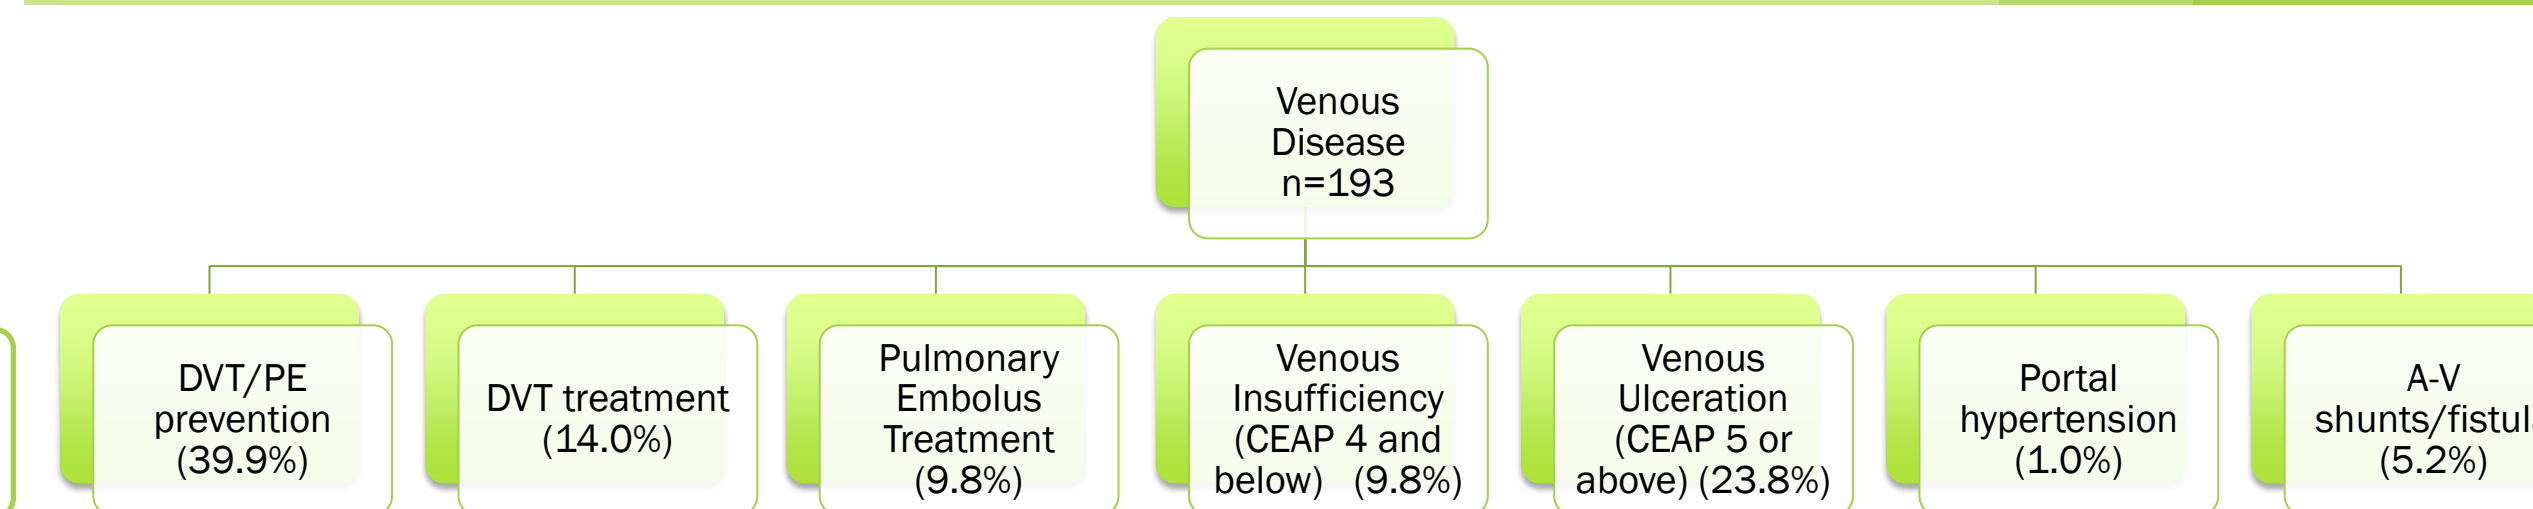 Venous
Disease
n=193
DVT/PE
prevention
(39.9%)
DVT treatment
(14.0%)
Pulmonary
Embolus
Treatment
(9.8%)
Venous
Insufficiency
(CEAP 4 and
below) (9.8%)
Venous
Ulceration
(CEAP 5 or
above) (23.8%)
Portal
hypertension
(1.0%)
A-V
(5.2%)